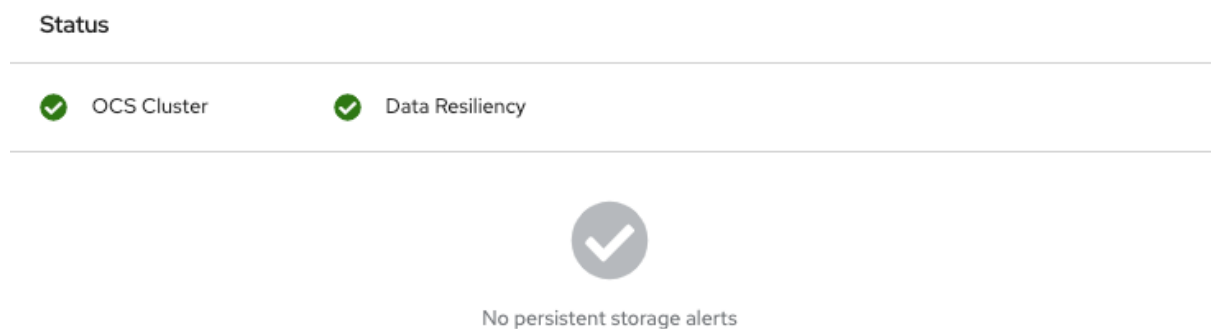 Status
OCS Cluster
Data Resiliency
No persistent storage alerts